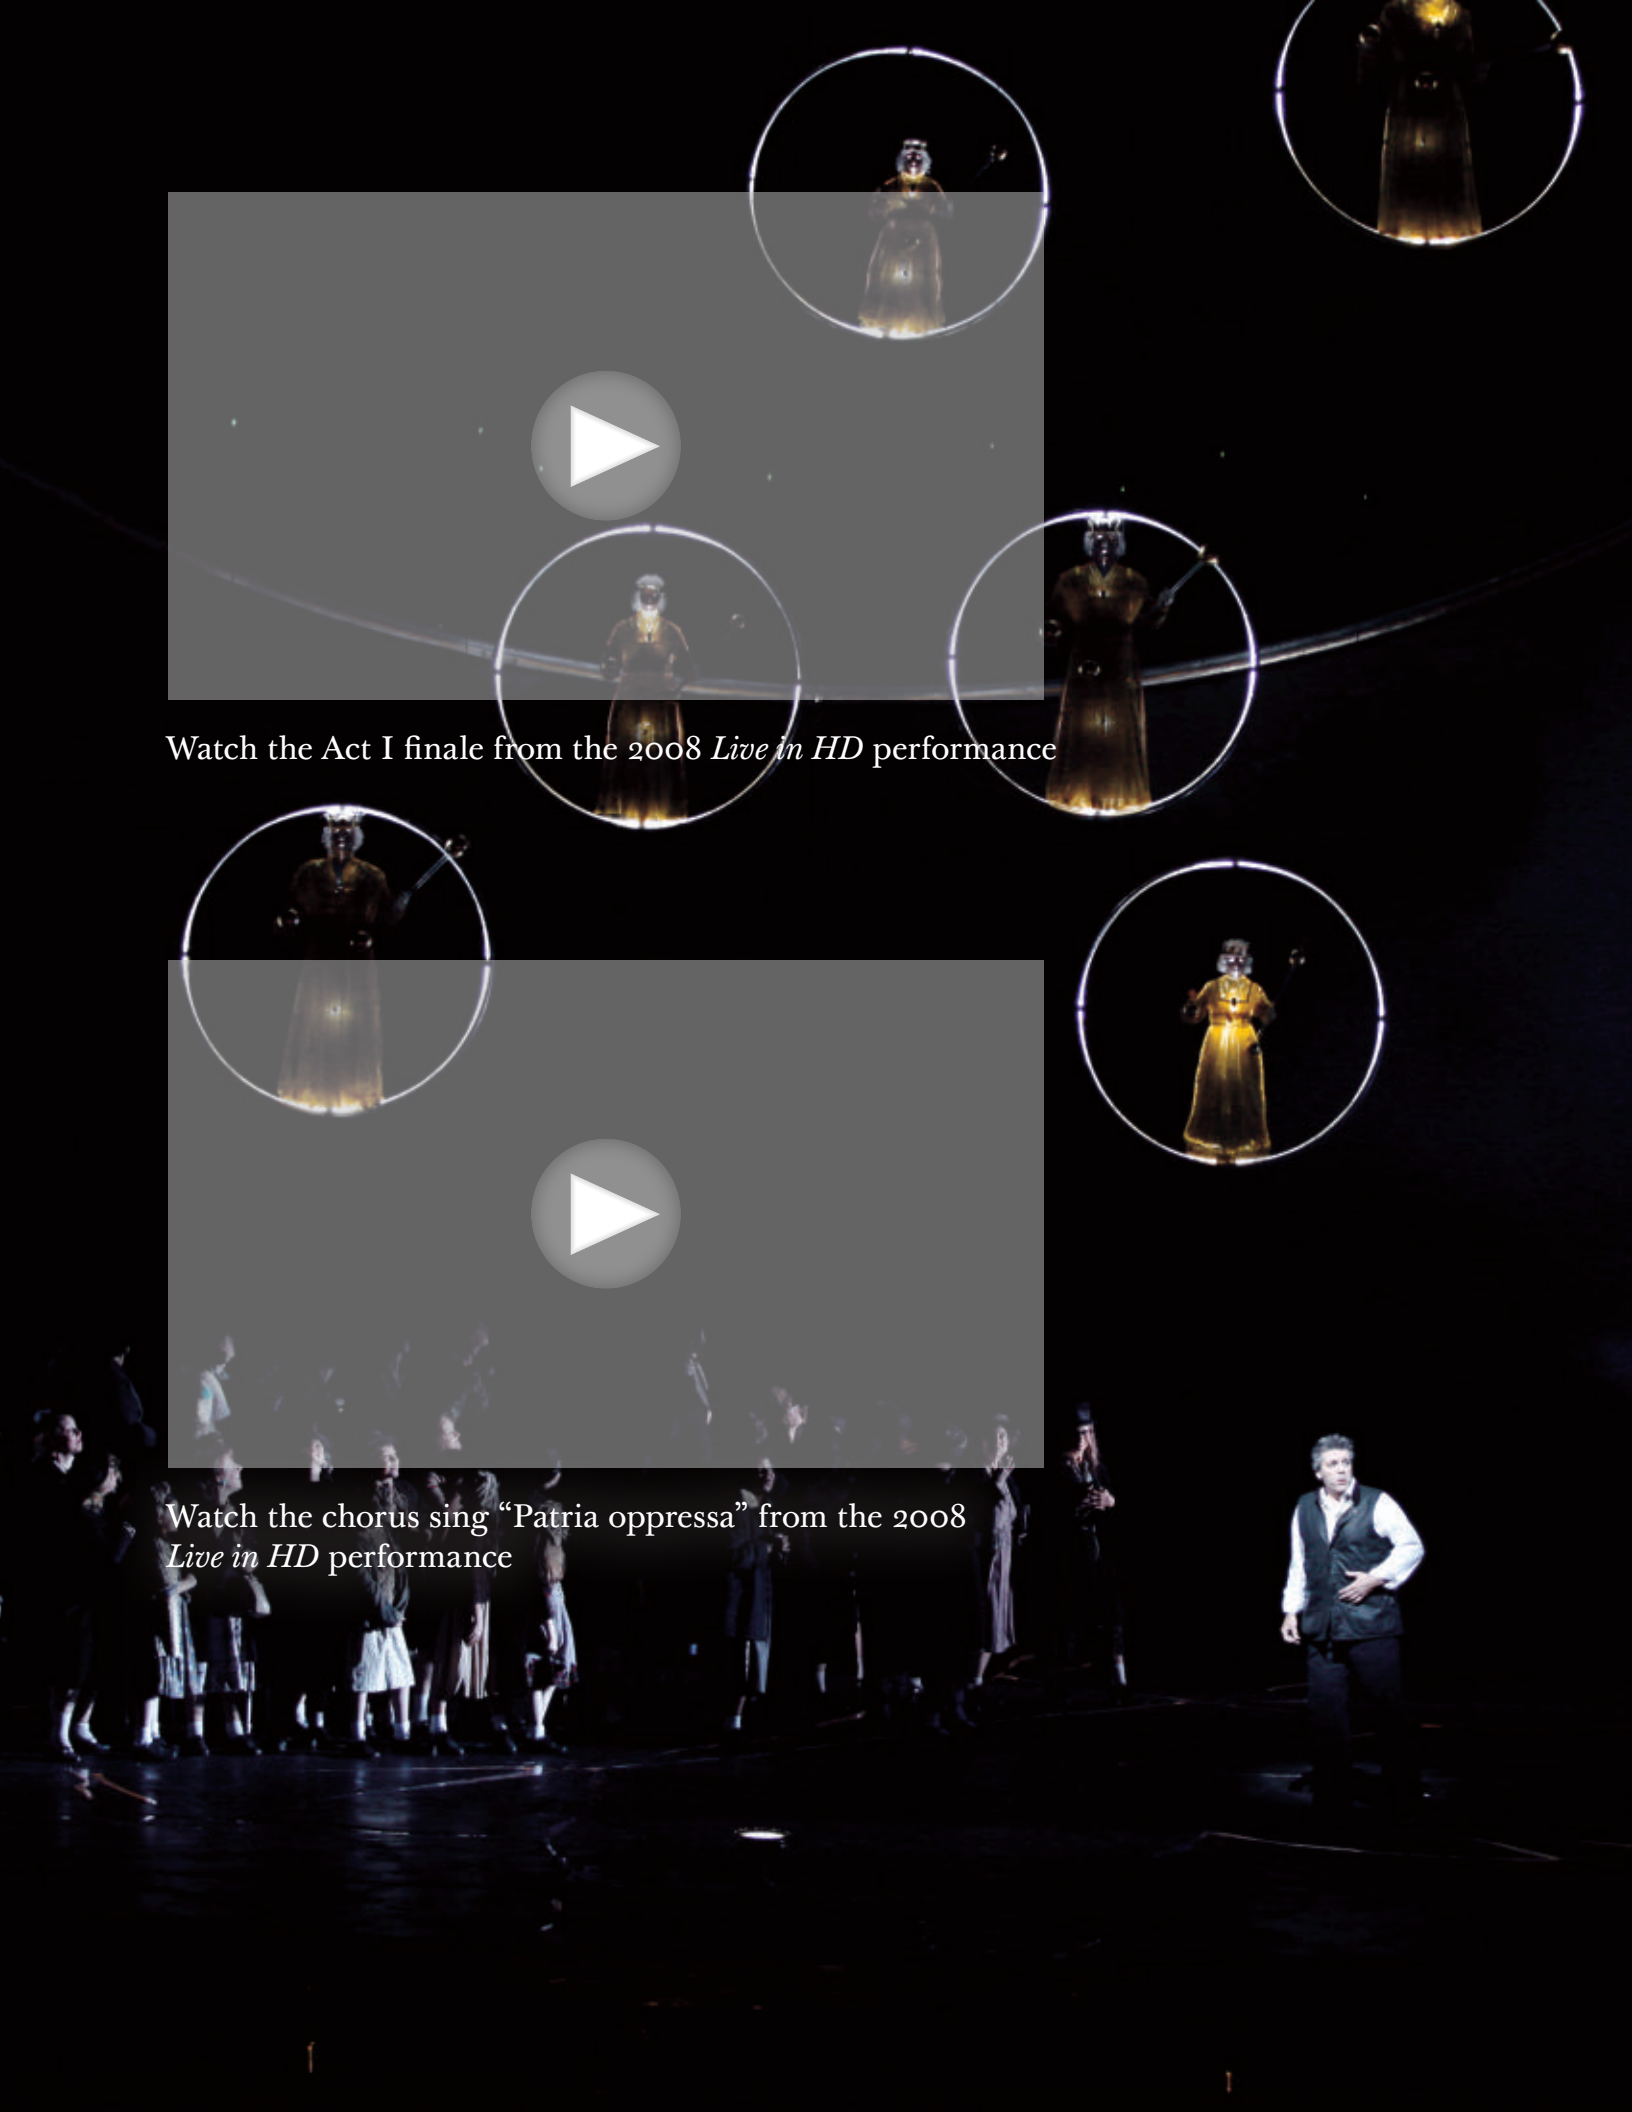 Watch the Act I finale from the 2008 Live in HD performance
Watch the chorus sing “Patria oppressa” from the 2008
Live in HD performance